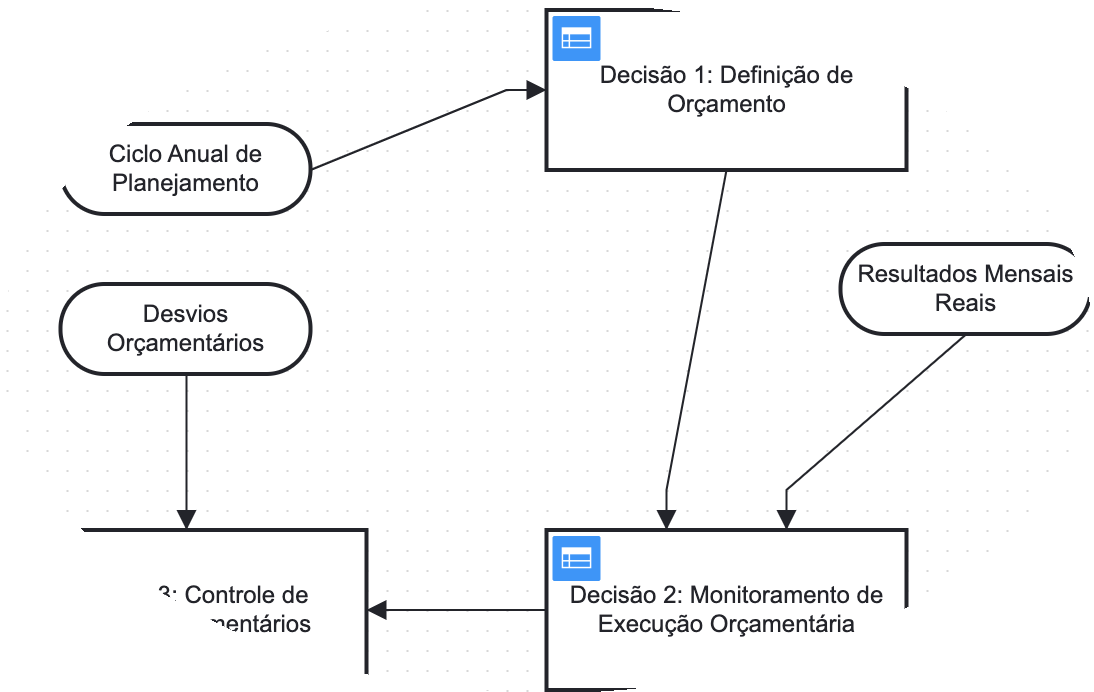 Decisão 1: Definição de
Orçamento
Ciclo Anual de
Planejamento
Resultados Mensais
Reais
Desvios
Orçamentários
3: Controle de
Decisão 2: Monitoramento de
Execução Orçamentária